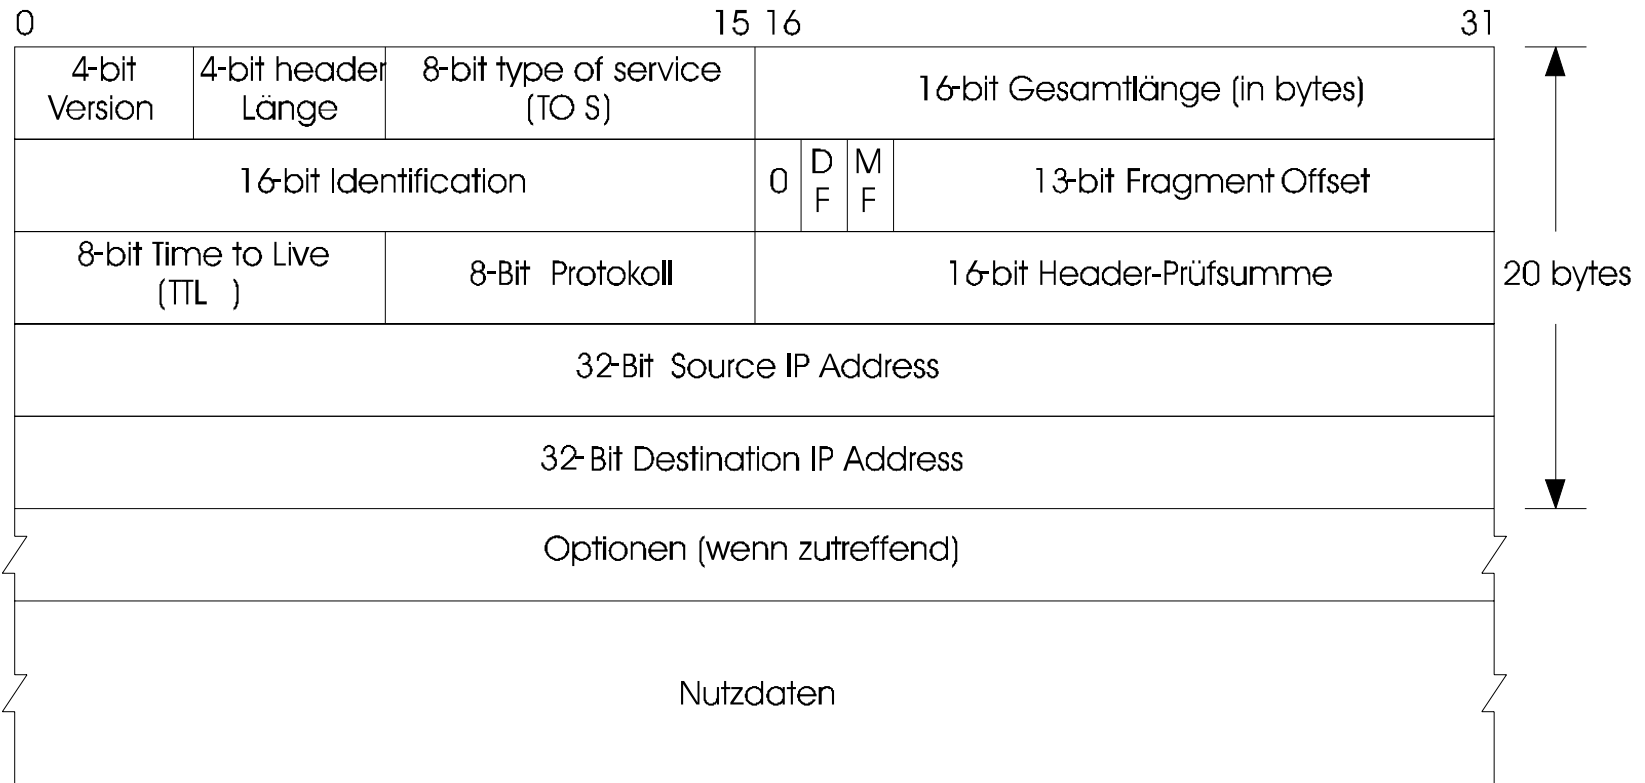 0 15 16 31
4-bit Version
4-bit header Länge
8-bit type of service (TO S)
16-bit Gesamtlänge (in bytes)
16-bit Identification
0
D F
M F
13-bit Fragment Offset
8-bit Time to Live (TTL )
8-Bit Protokoll
16-bit Header-Prüfsumme
20 bytes
32-Bit Source IP Address
32-Bit Destination IP Address
Optionen (wenn zutreffend)
Nutzdaten